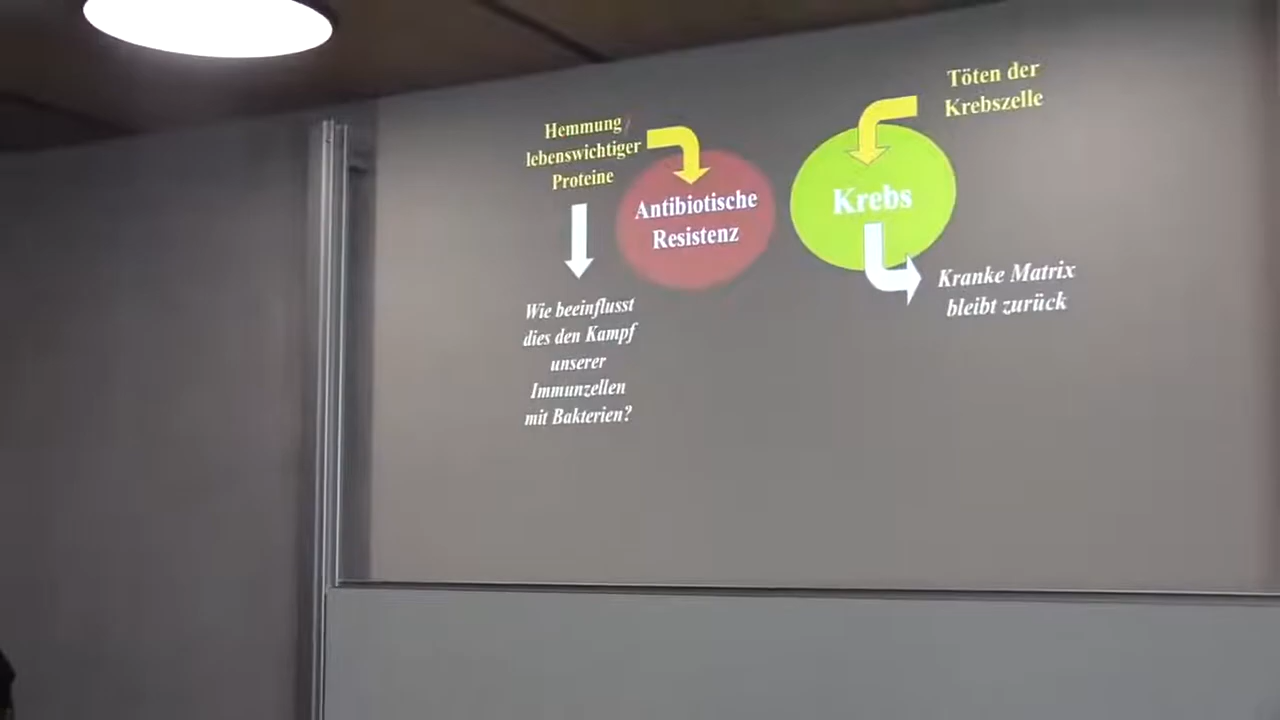 Hemmung
lebenswichtiger
Proteine
Antibiotische
Resistenz
Wie beeinflusst
dies den Kampf
unserer
Immunzellen
mit Bakterien?
Töten der
Krebszelle
Krebs
Kranke Matrix
bleibt zurück